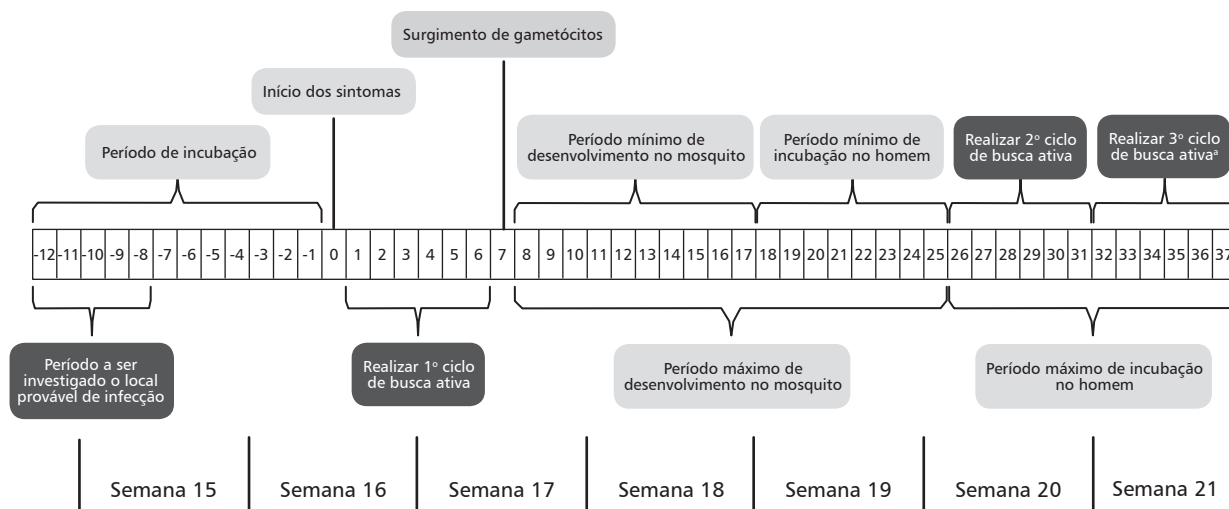 Surgimento de gametócitos
Início dos sintomas
Período de incubação
Período mínimo de
desenvolvimento no mosquito
Período mínimo de
incubação no homem
Realizar 2º ciclo
de busca ativa
Realizar 3º ciclo
de busca ativaª
-12 -11 -10 -9 -8 -7 -6 -5 -4 -3 -2 -1 0 1 2 3 4 5 6 7 8 9 10 11 12 13 14 15 16 17 18 19 20 21 22 23 24 25 26 27 28 29 30 31 32 33 34 35 36 37
Período a ser
investigado o local
provável de infecção
Realizar 1º ciclo
de busca ativa
Período máximo de
desenvolvimento no mosquito
Período máximo de incubação
no homem
Semana 15 Semana 16 Semana 17 Semana 18 Semana 19 Semana 20 Semana 21